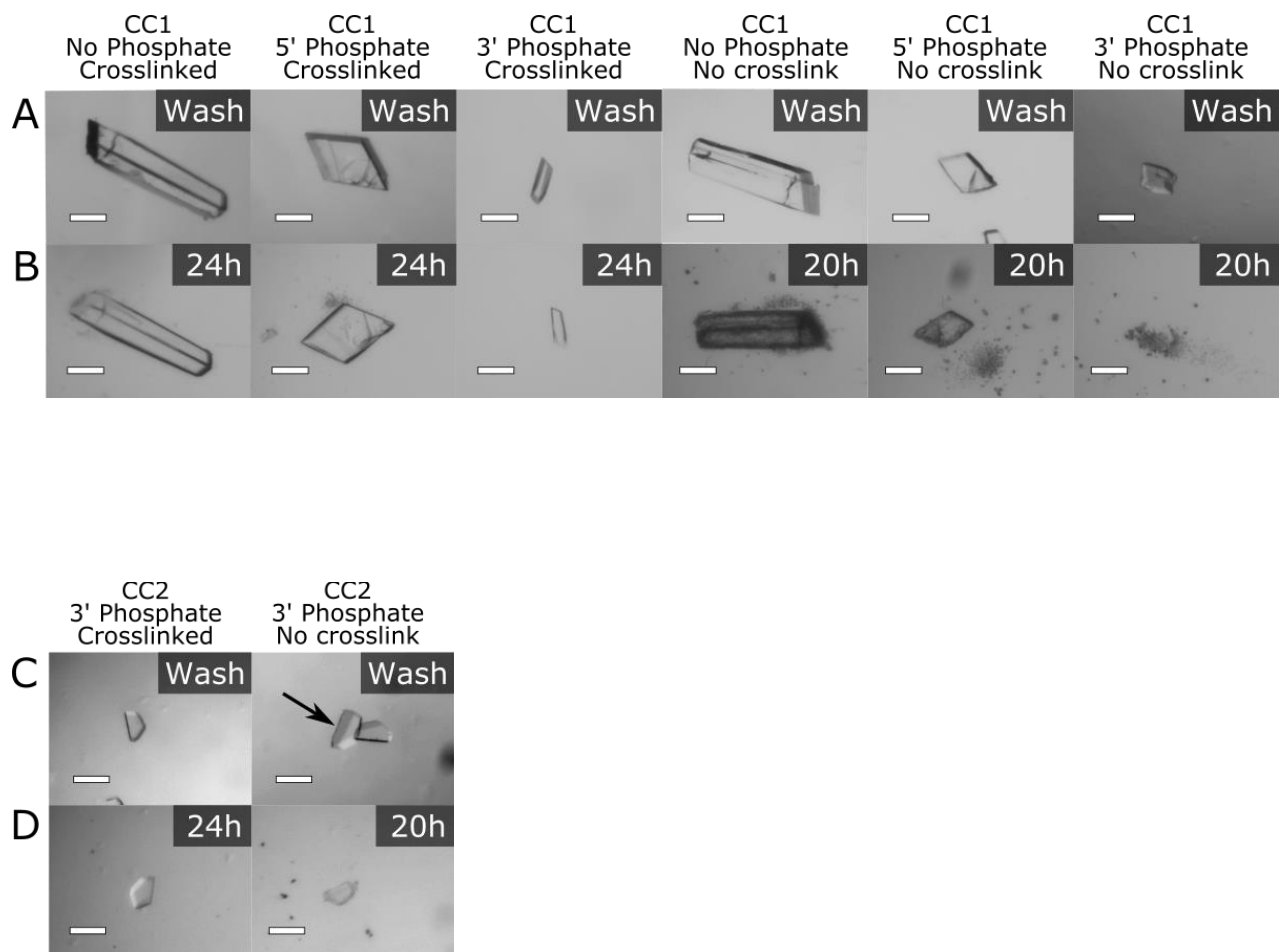 CC1
No Phosphate
Crosslinked
CC1
5' Phosphate
Crosslinked
CC1
3' Phosphate
Crosslinked
CC1
No Phosphate
No crosslink
CC1
5' Phosphate
No crosslink
CC1
3' Phosphate
No crosslink
A
Wash
Wash
Wash
Wash
Wash
Wash
B
24h
24h
24h
20h
20h
20h
CC2
3' Phosphate
Crosslinked
CC2
3' Phosphate
No crosslink
C
Wash
Wash
D
24h
20h